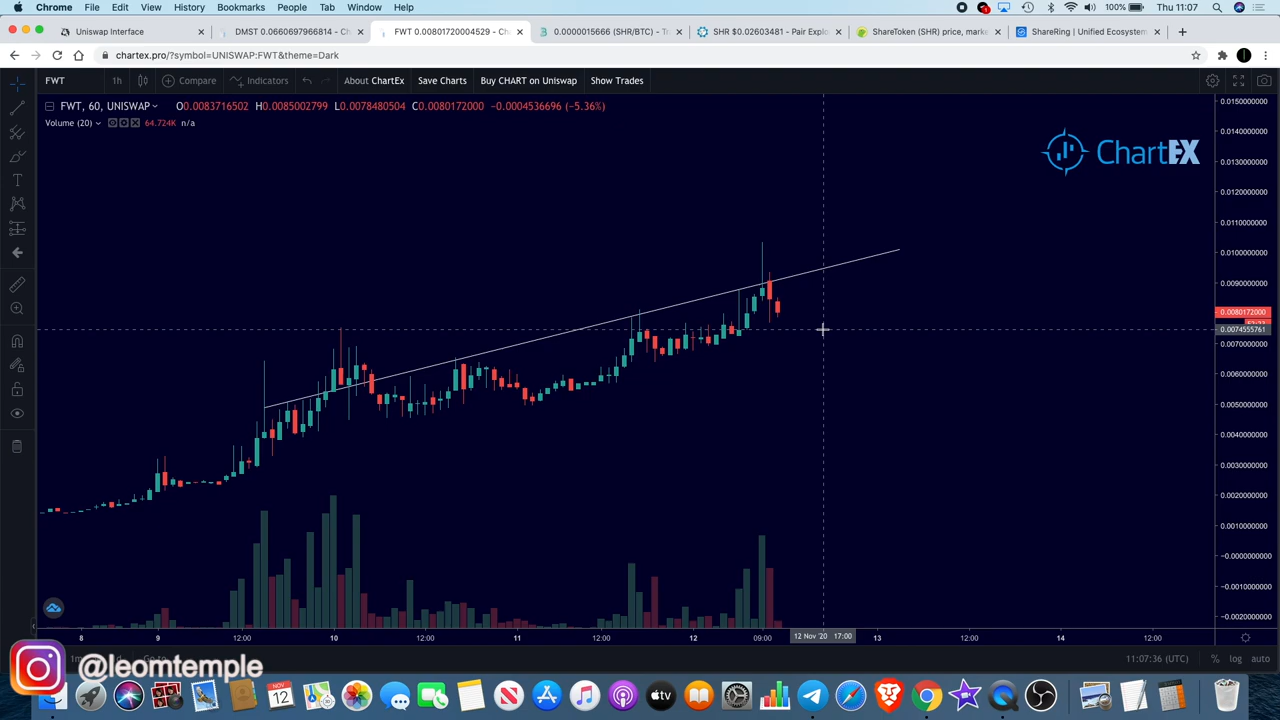 Chrome File Edit View History Bookmarks People Tab Window Help 100% Thu 11:07
Uniswap Interface DMST 0.0660697966814 - Ch FWT 0.00801720004529 - Ch 0.0000015666 (SHR/BTC) - Tr SHR $0.02603481 - Pair Explor ShareToken (SHR) price, marke ShareRing | Unified Ecosystem
chartex.pro/?symbol=UNISWAP:FWT&theme=Dark
FWT 1h Compare Indicators About ChartEx Save Charts Buy CHART on Uniswap Show Trades
FWT, 60, UNISWAP O0.0083716502 H0.0085002799 L0.0078480504 C0.0080172000 −0.0004536696 (−5.36%)
Volume (20) 64.724K n/a
ChartEX
0.0150000000
0.0140000000
0.0130000000
0.0120000000
0.0110000000
0.0100000000
0.0090000000
0.0080172000
0.0074555761
0.0070000000
0.0060000000
0.0050000000
0.0040000000
0.0030000000
0.0020000000
0.0010000000
−0.0000000000
−0.0010000000
−0.0020000000
8 9 12:00 10 12:00 11 12:00 12 09:00 12 Nov '20 17:00 13 12:00 14 12:00
11:07:36 (UTC) % log auto
@leomtemple
NOV
12
tv